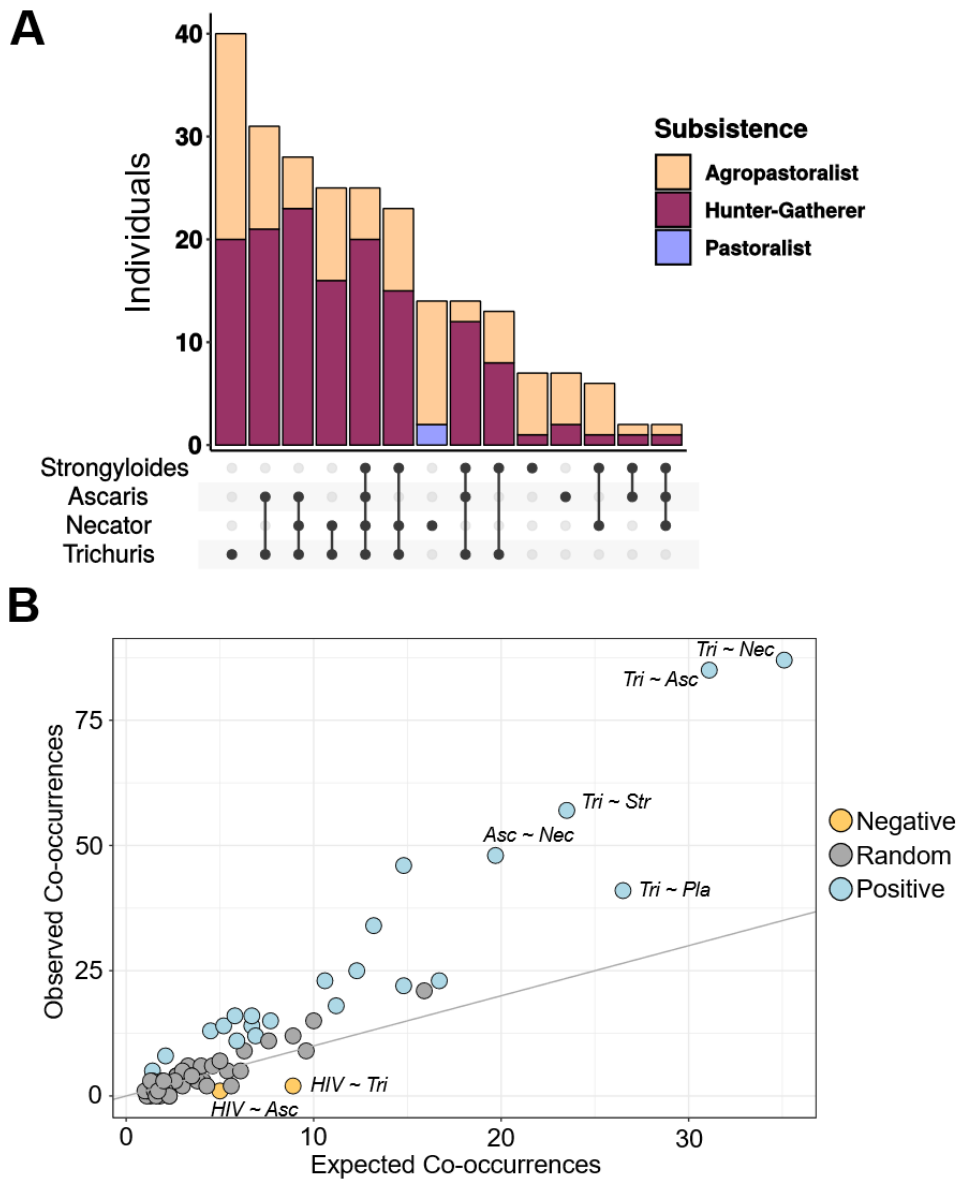 A
Individuals
40
30
20
10
0
Subsistence
Agropastoralist
Hunter-Gatherer
Pastoralist
Strongyloides
Ascaris
Necator
Trichuris
B
Observed Co-occurrences
75
50
25
0
Tri ~ Nec
Tri ~ Asc
Tri ~ Str
Asc ~ Nec
Tri ~ Pla
HIV ~ Tri
HIV ~ Asc
Negative
Random
Positive
0 10 20 30
Expected Co-occurrences